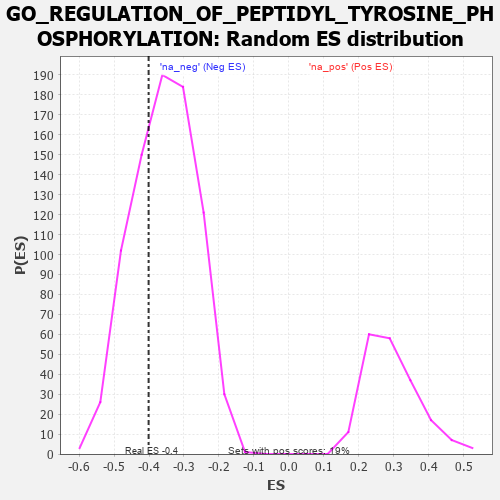 GO_REGULATION_OF_PEPTIDYL_TYROSINE_PH
OSPHORYLATION: Random ES distribution
'na_neg' (Neg ES) 'na_pos' (Pos ES)
190
180
170
160
150
140
130
120
110
100
90
80
70
60
50
40
30
20
10
0
P(ES)
Real ES -0.4 Sets with pos scores: 19%
-0.6 -0.5 -0.4 -0.3 -0.2 -0.1 0.0 0.1 0.2 0.3 0.4 0.5
ES